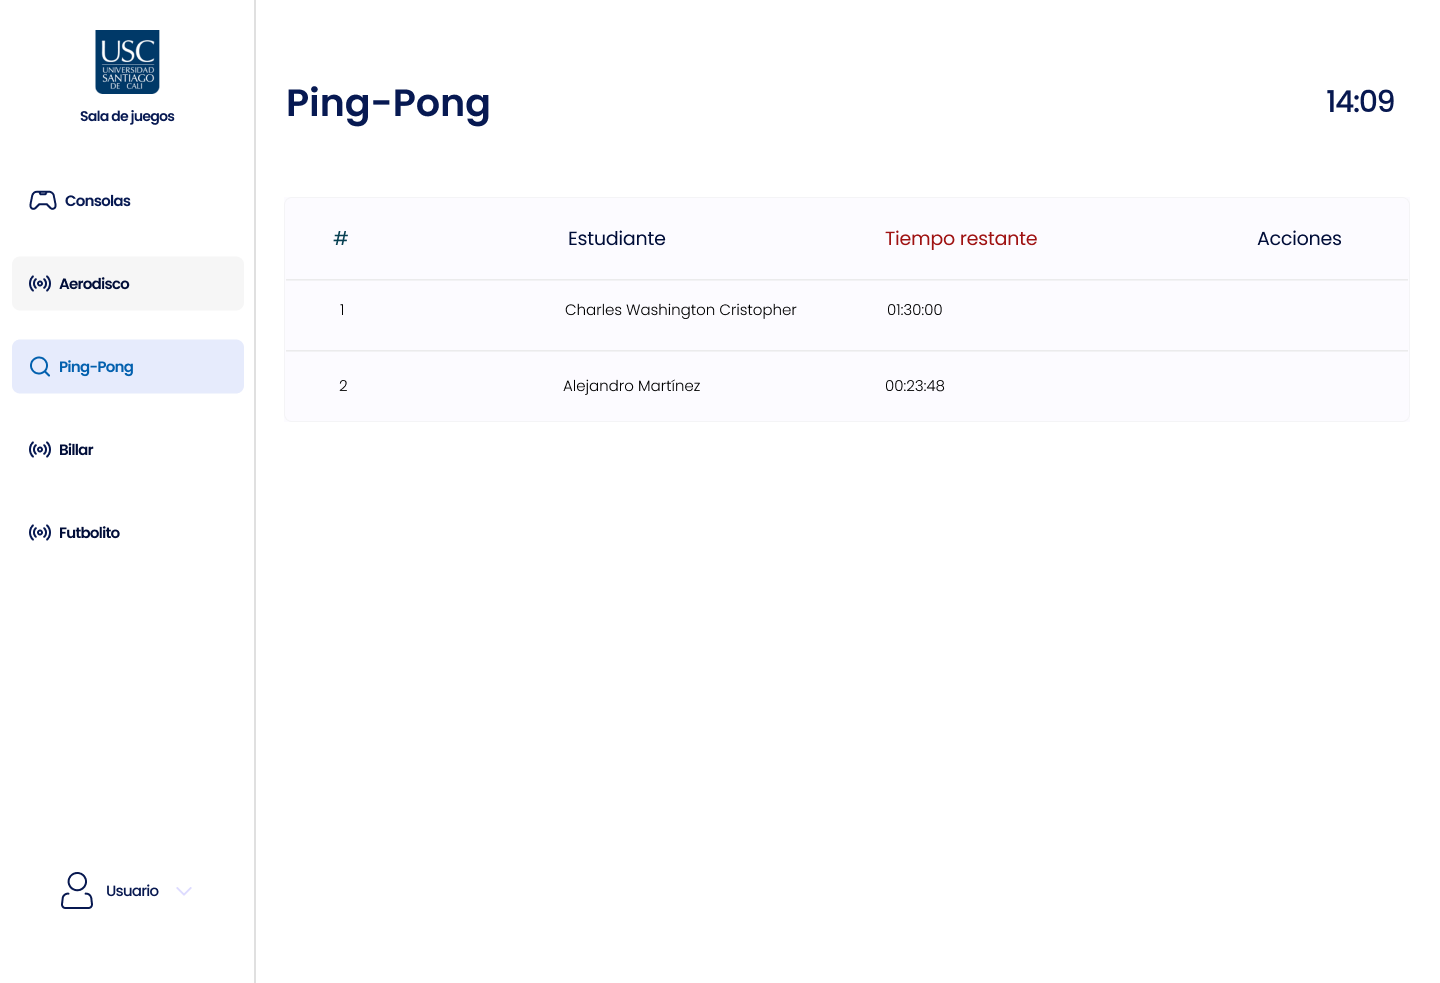 USC
UNIVERSIDAD
SANTIAGO
DE CALI
Sala de juegos
Consolas
Aerodisco
Ping-Pong
Billar
Futbolito
Usuario
Ping-Pong
14:09
# Estudiante Tiempo restante Acciones
1 Charles Washington Cristopher 01:30:00
2 Alejandro Martínez 00:23:48